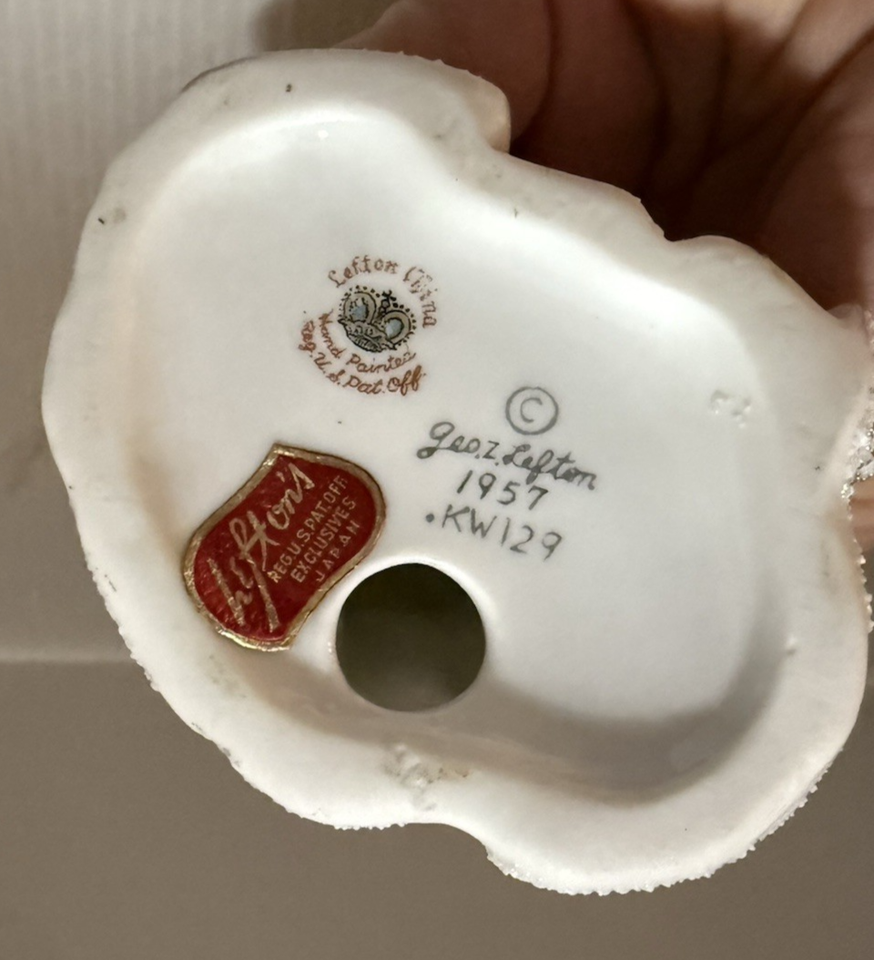 Lefton China
Hand Painted
Reg. U.S. Pat. Off.
©
Geo. Z. Lefton
1957
.KW129
Lefton's
REG.U.S.PAT.OFF.
EXCLUSIVES
JAPAN